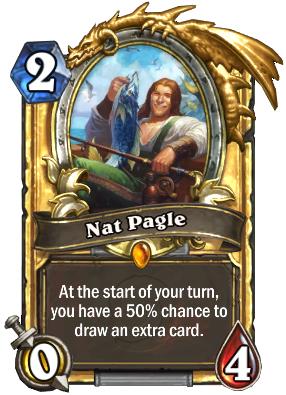 2
Nat Pagle
At the start of your turn,
you have a 50% chance to
draw an extra card.
0
4